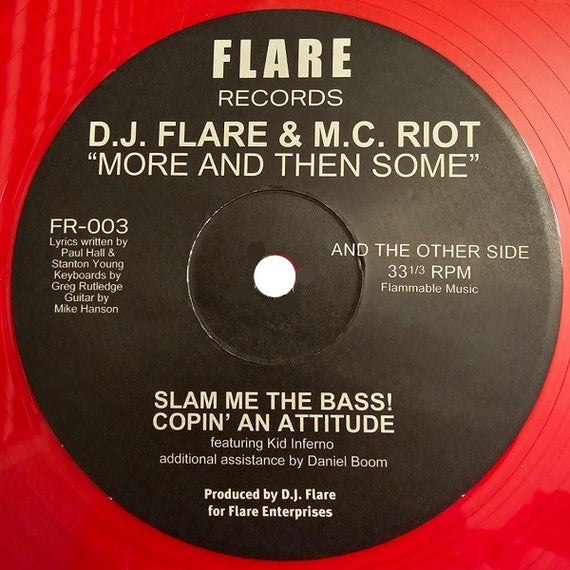 FLARE
RECORDS
D.J. FLARE & M.C. RIOT
“MORE AND THEN SOME”
FR-003
Lyrics written by
Paul Hall &
Stanton Young
Keyboards by
Greg Rutledge
Guitar by
Mike Hanson
AND THE OTHER SIDE
33 1/3 RPM
Flammable Music
SLAM ME THE BASS!
COPIN’ AN ATTITUDE
featuring Kid Inferno
additional assistance by Daniel Boom
Produced by D.J. Flare
for Flare Enterprises